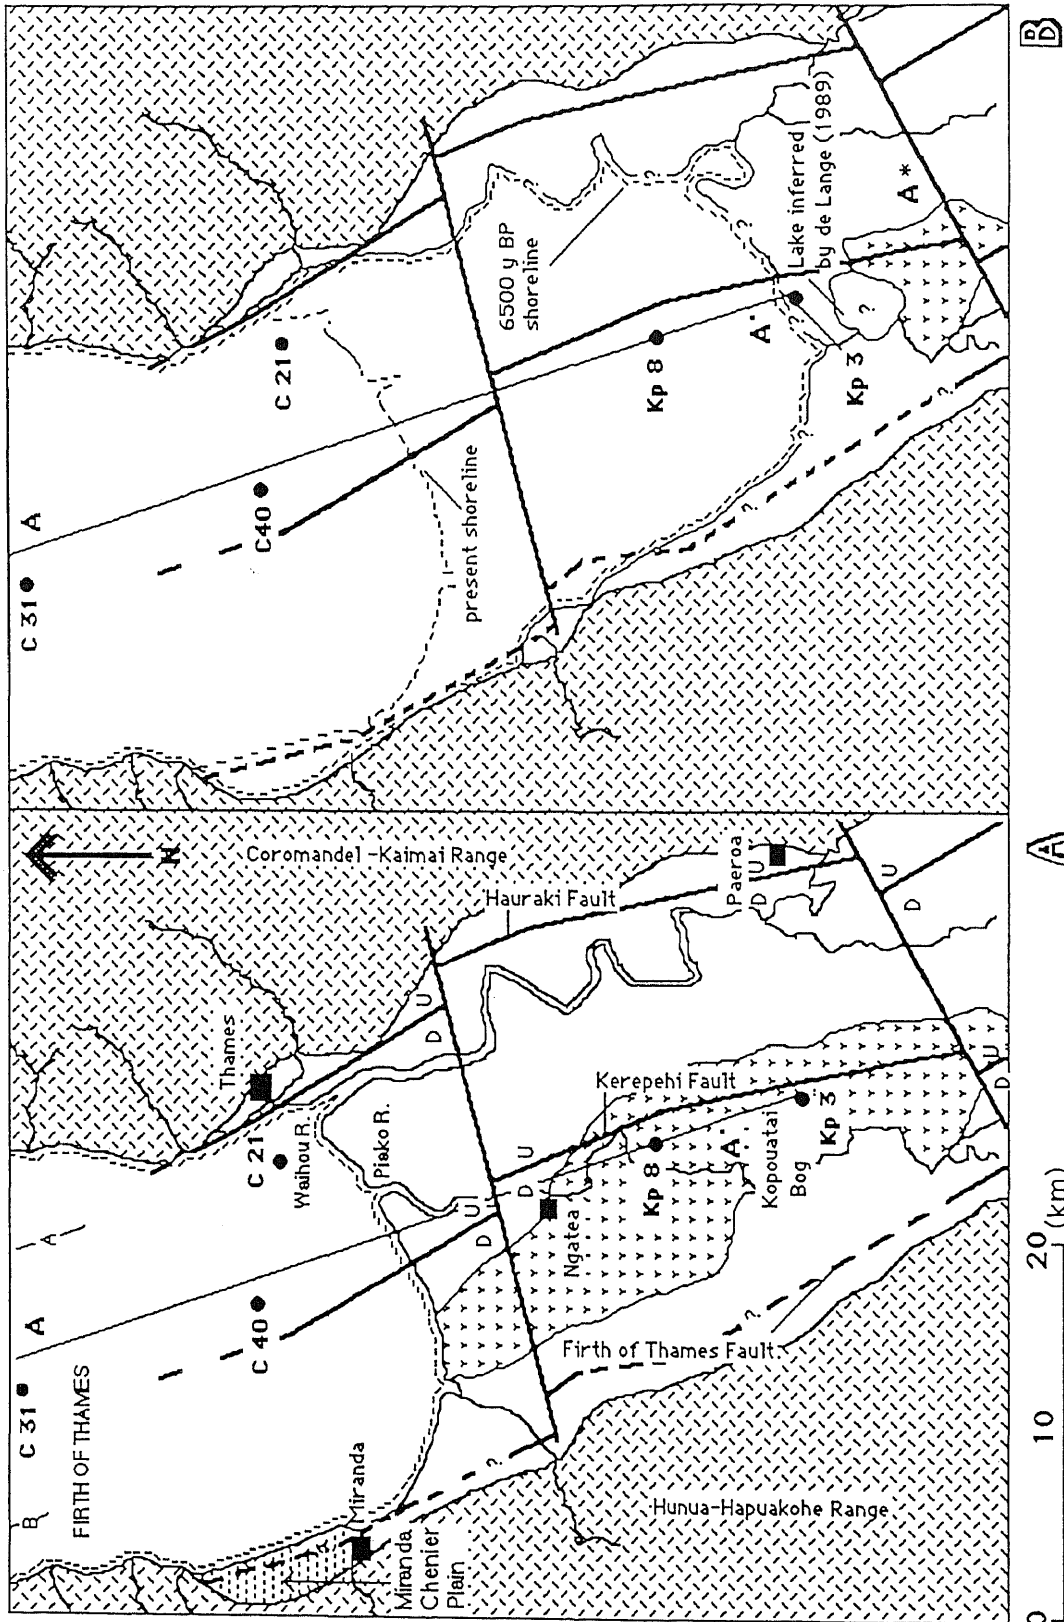 B
FIRTH OF THAMES
C 31
A
A
N
Coromandel-Kaimai Range
Thames
C 40
C 21
Waihou R.
Piako R.
Miranda
Miranda
Chenier
Plain
U
D
U
D
Hauraki Fault
U
D
Ngatea
Kerepehi Fault
Kp 8
A'
Kopouatai
Bog
Kp 3
Paeroa
U
D
Firth of Thames Fault
?
?
Hunua-Hapuakohe Range
U
D
U
D
0
10
20
(km)
A
C 31
A
C40
C 21
present shoreline
6500 y BP
shoreline
?
?
Kp 8
A'
Kp 3
Lake inferred
by de Lange (1989)
?
?
?
?
?
?
?
A *
B